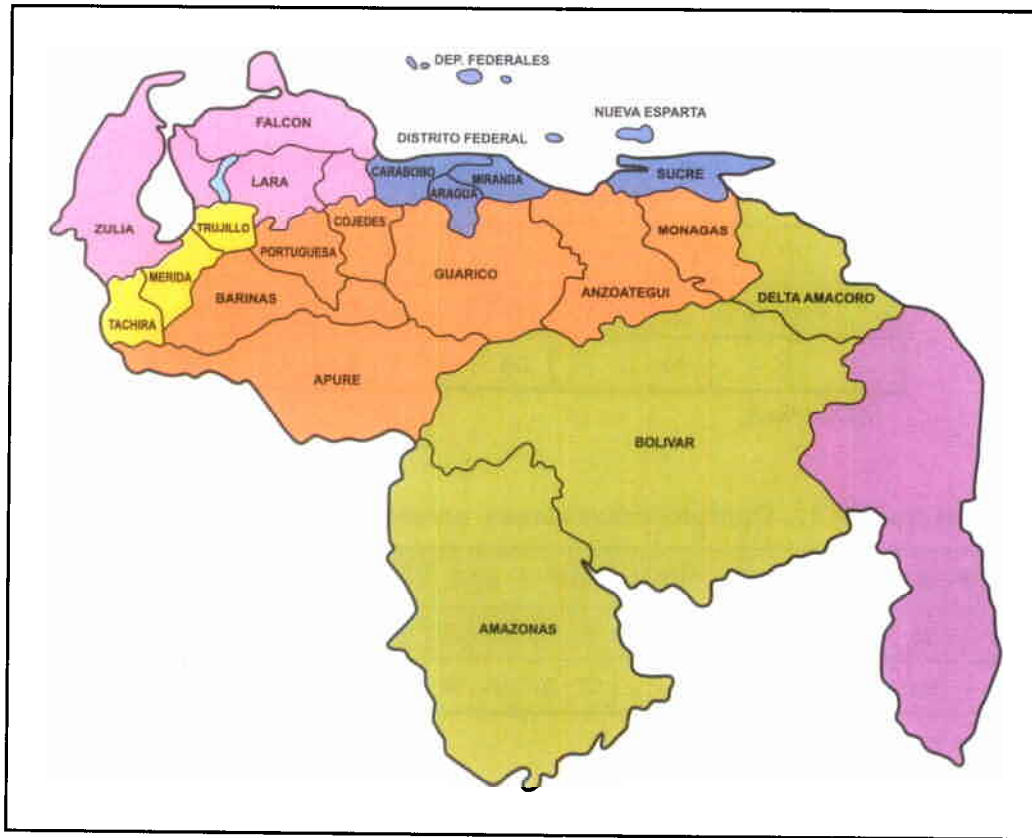 DEP. FEDERALES
NUEVA ESPARTA
FALCON
DISTRITO FEDERAL
CARABOBO
MIRANDA
SUCRE
LARA
ARAGUA
ZULIA
TRUJILLO
COJEDES
MONAGAS
PORTUGUESA
MERIDA
GUARICO
BARINAS
ANZOATEGUI
DELTA AMACORO
TACHIRA
APURE
BOLIVAR
AMAZONAS